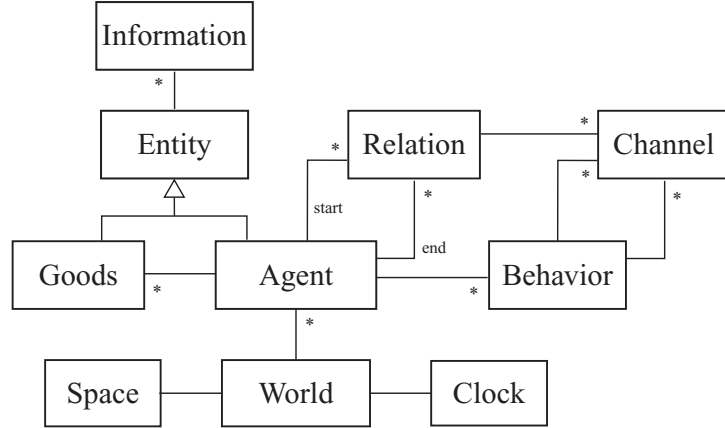 Information
*
Entity
Relation
*
*
Channel
*
*
*
start
end
Goods
*
Agent
*
Behavior
*
Space
World
Clock